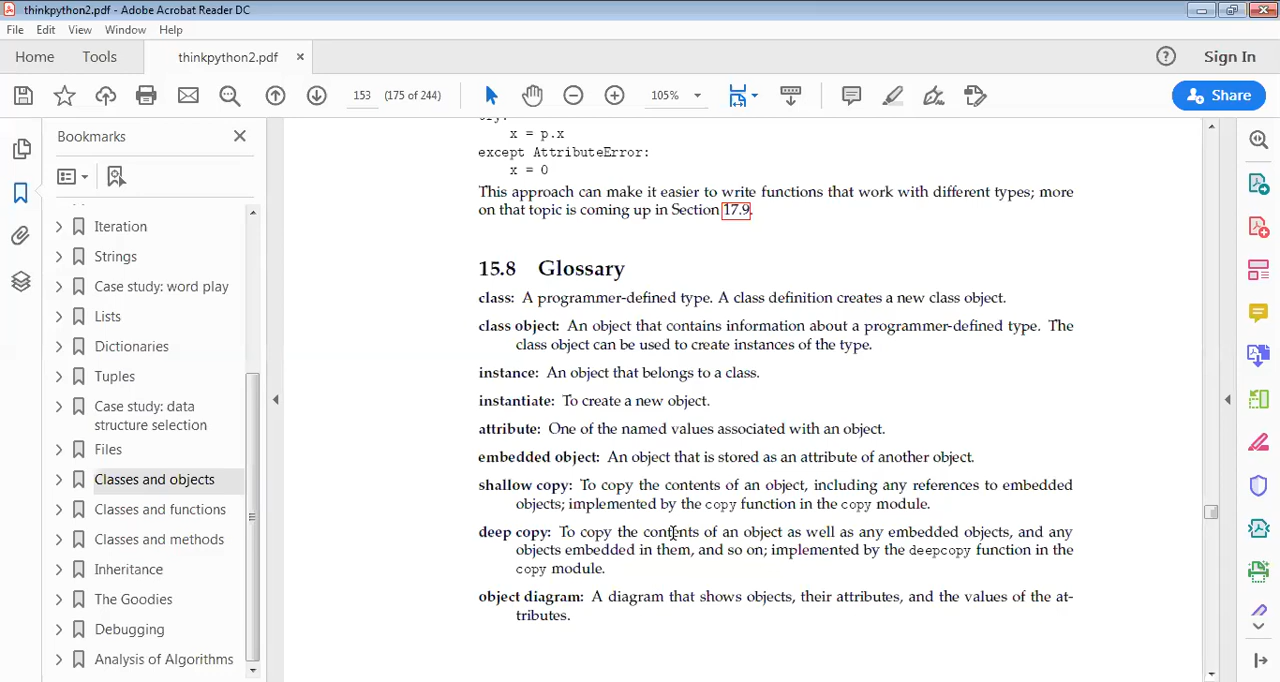 thinkpython2.pdf - Adobe Acrobat Reader DC
File Edit View Window Help
Home Tools thinkpython2.pdf × Sign In
153 (175 of 244) 105% Share
Bookmarks
Iteration
Strings
Case study: word play
Lists
Dictionaries
Tuples
Case study: data
structure selection
Files
Classes and objects
Classes and functions
Classes and methods
Inheritance
The Goodies
Debugging
Analysis of Algorithms
x = p.x
except AttributeError:
x = 0
This approach can make it easier to write functions that work with different types; more
on that topic is coming up in Section 17.9.
15.8 Glossary
class: A programmer-defined type. A class definition creates a new class object.
class object: An object that contains information about a programmer-defined type. The
class object can be used to create instances of the type.
instance: An object that belongs to a class.
instantiate: To create a new object.
attribute: One of the named values associated with an object.
embedded object: An object that is stored as an attribute of another object.
shallow copy: To copy the contents of an object, including any references to embedded
objects; implemented by the copy function in the copy module.
deep copy: To copy the contents of an object as well as any embedded objects, and any
objects embedded in them, and so on; implemented by the deepcopy function in the
copy module.
object diagram: A diagram that shows objects, their attributes, and the values of the at-
tributes.